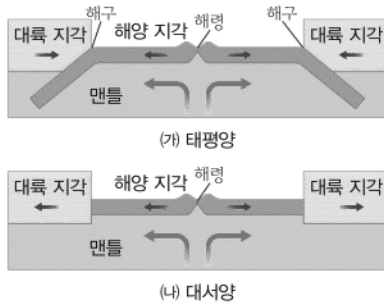 해구 해구
대륙 지각 해양 지각 해령 대륙 지각
맨틀
㈎ 태평양
대륙 지각 해양 지각 해령 대륙 지각
맨틀
㈏ 대서양